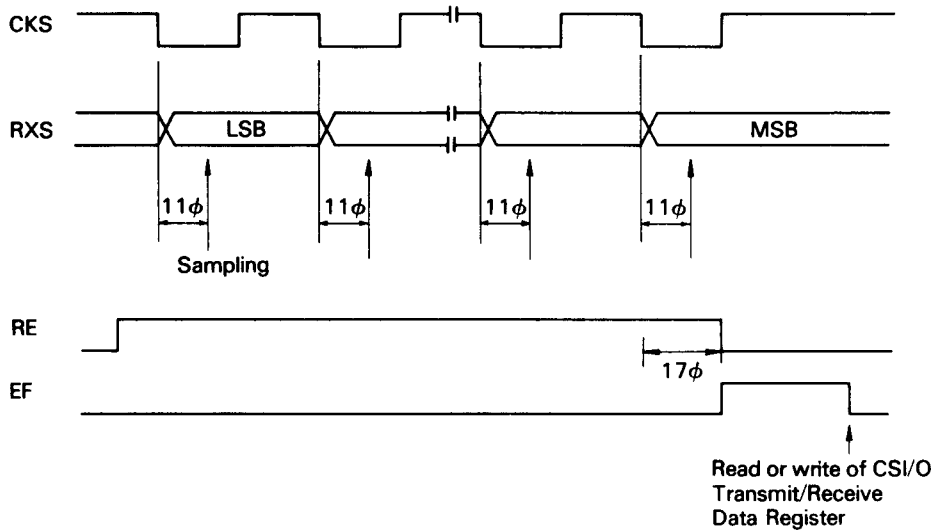 CKS
RXS
LSB
MSB
11ϕ
11ϕ
11ϕ
11ϕ
Sampling
RE
17ϕ
EF
Read or write of CSI/O
Transmit/Receive
Data Register